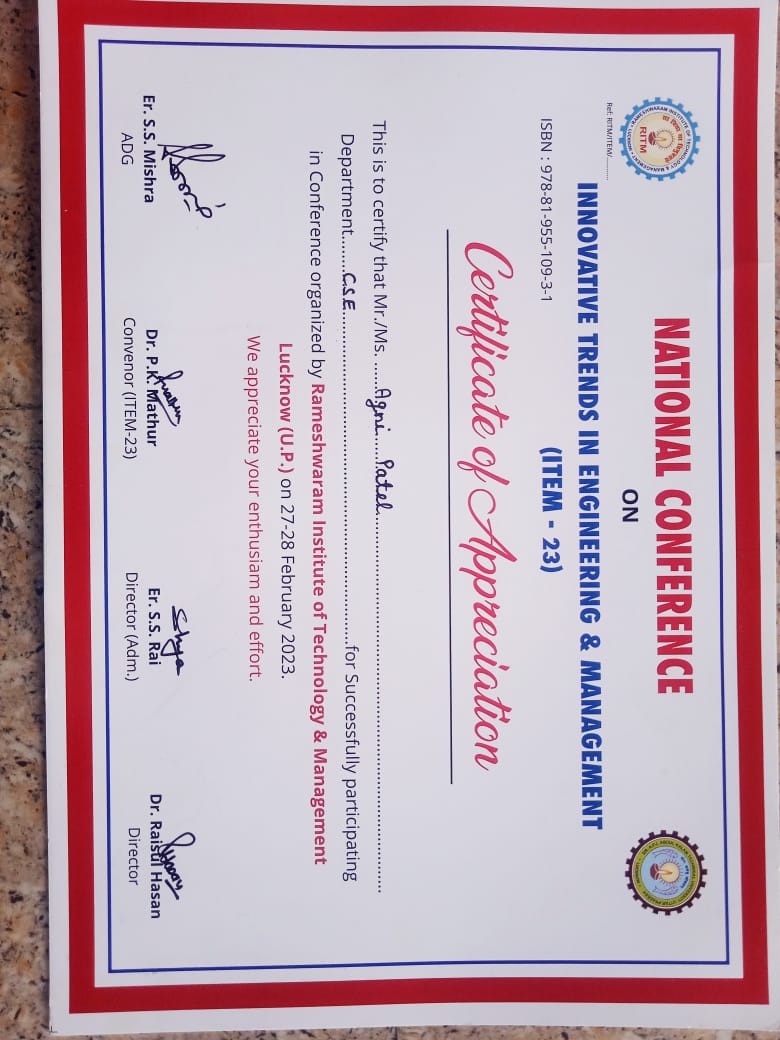 NATIONAL CONFERENCE
ON
INNOVATIVE TRENDS IN ENGINEERING & MANAGEMENT
(ITEM - 23)
RAMESHWARAM INSTITUTE OF TECHNOLOGY & MANAGEMENT
RITM
LUCKNOW
Ref: RITM/ITEM/...........
ISBN : 978-81-955-109-3-1
Certificate of Appreciation
This is to certify that Mr./Ms. Agni Patel
Department CSE for Successfully participating
in Conference organized by Rameshwaram Institute of Technology & Management
Lucknow (U.P.) on 27-28 February 2023.
We appreciate your enthusiam and effort.
Er. S.S. Mishra
ADG
Dr. P.K. Mathur
Convenor (ITEM-23)
Er. S.S. Rai
Director (Adm.)
Dr. Raisul Hasan
Director